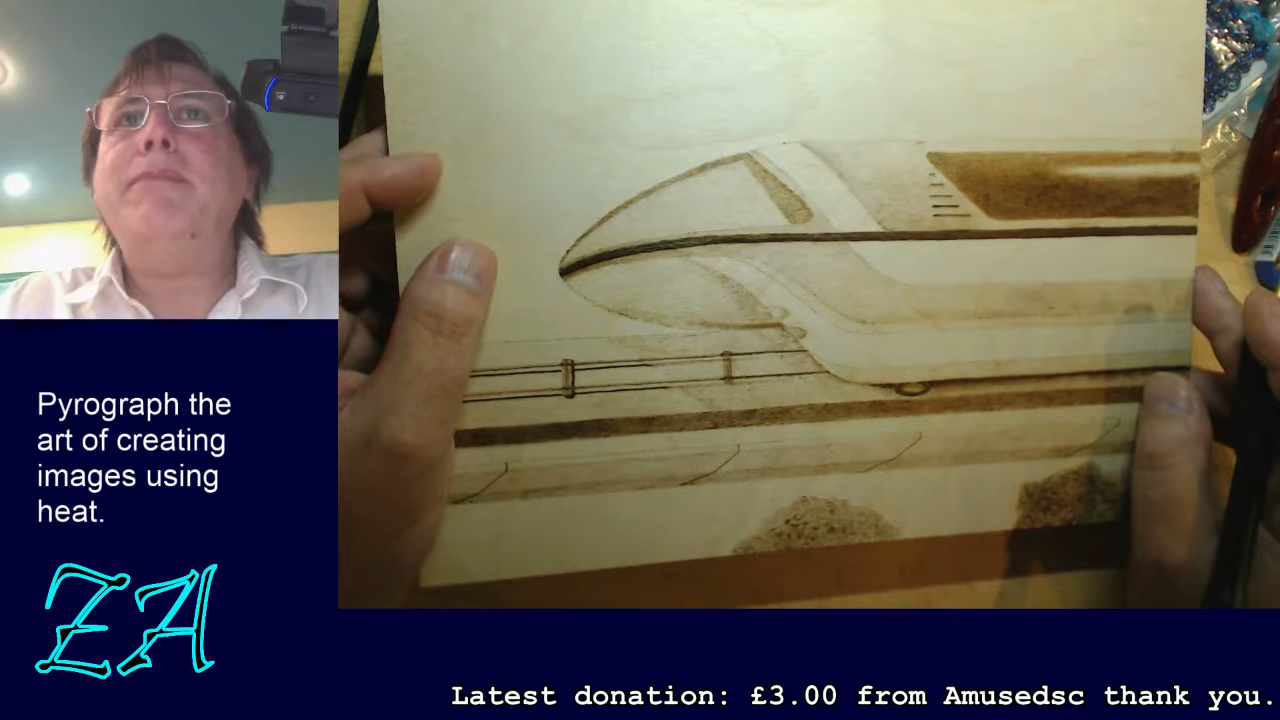 Pyrograph the
art of creating
images using
heat.
ZA
Latest donation: £3.00 from Amusedsc thank you.